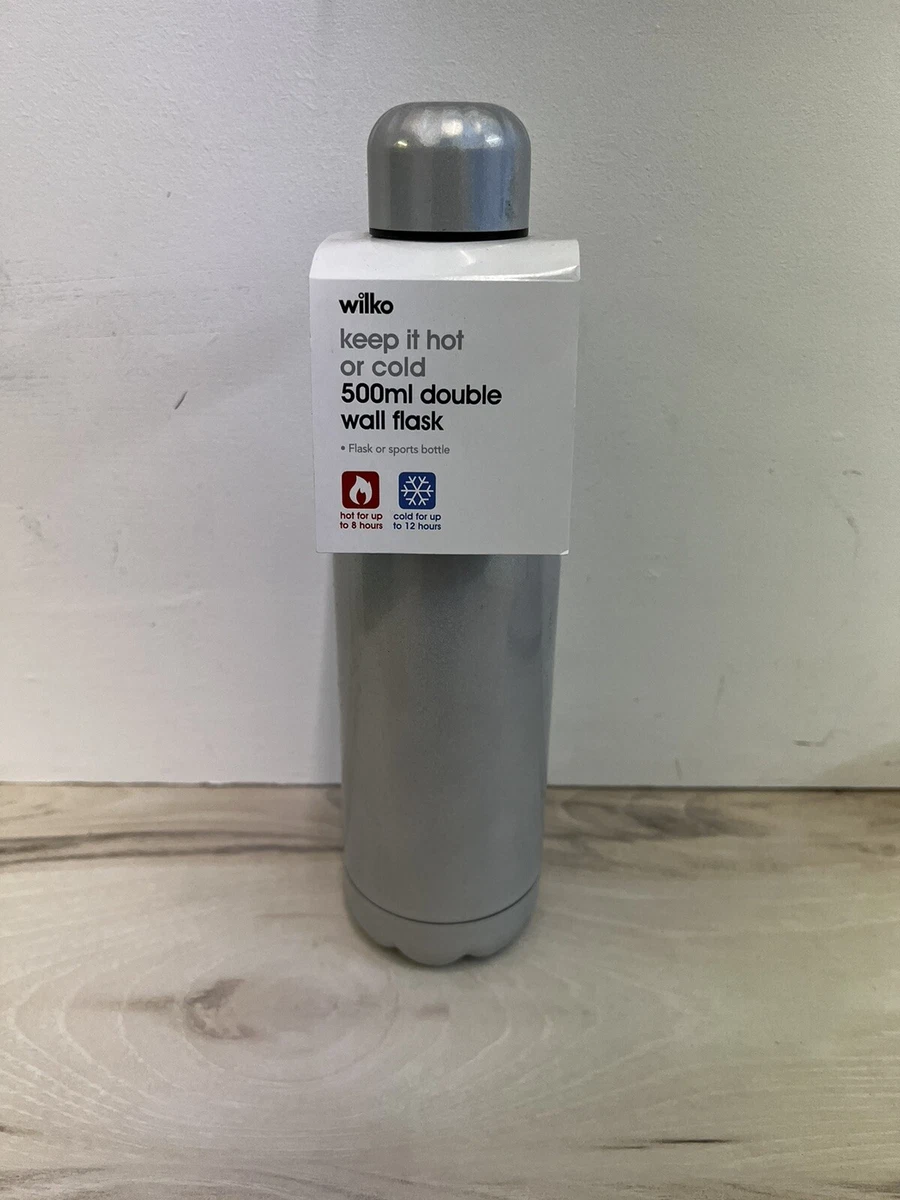 wilko
keep it hot
or cold
500ml double
wall flask
• Flask or sports bottle
hot for up
to 8 hours
cold for up
to 12 hours